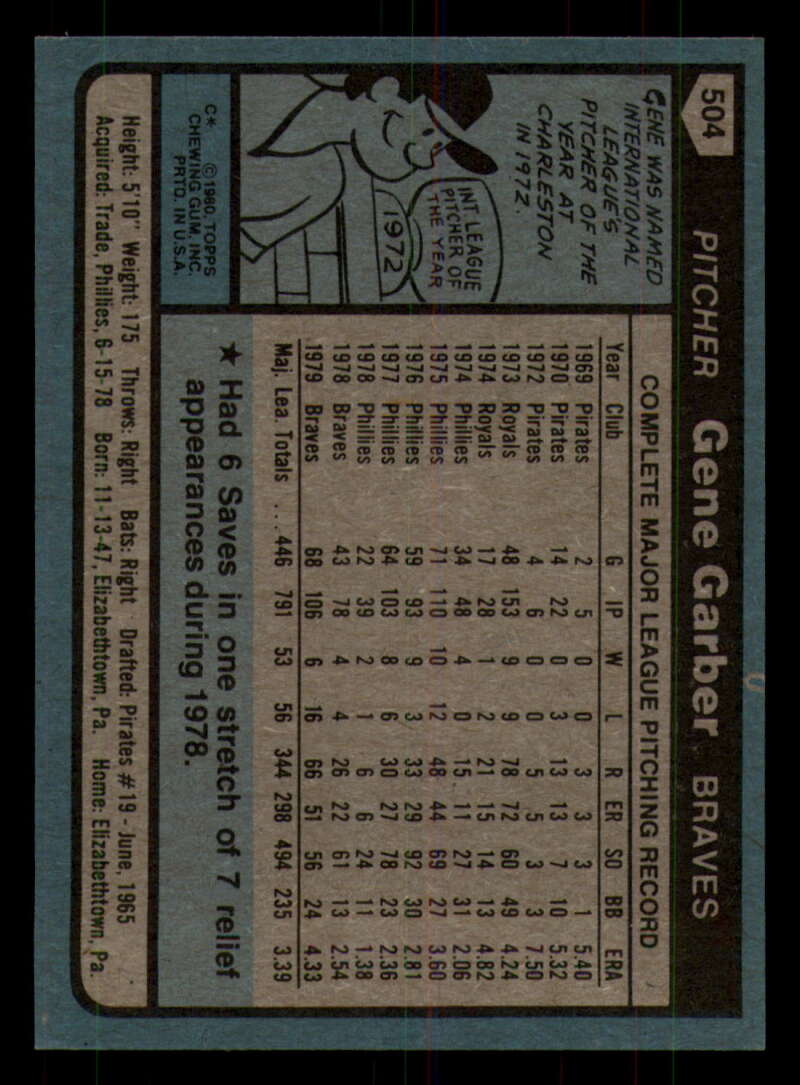 504 PITCHER Gene Garber BRAVES
GENE WAS NAMED
INTERNATIONAL
LEAGUE'S
PITCHER OF THE
YEAR AT
CHARLESTON
IN 1972.
INT LEAGUE
PITCHER OF
THE YEAR
1972
C* © 1980, TOPPS
CHEWING GUM, INC.
PRTD. IN U.S.A.
COMPLETE MAJOR LEAGUE PITCHING RECORD
Year Club G IP W L R ER SO BB ERA
1969 Pirates 2 5 0 0 3 3 3 1 5.40
1970 Pirates 14 22 0 3 13 13 7 10 5.32
1972 Pirates 4 6 0 0 5 5 3 3 7.50
1973 Royals 48 153 9 9 78 72 60 49 4.24
1974 Royals 17 28 1 2 21 15 14 13 4.82
1974 Phillies 34 48 4 0 15 11 27 31 2.06
1975 Phillies 71 110 10 12 48 44 69 27 3.60
1976 Phillies 59 93 9 3 33 29 92 30 2.81
1977 Phillies 64 103 8 6 30 27 78 23 2.36
1978 Phillies 22 39 2 1 6 6 24 11 1.38
1978 Braves 43 78 4 4 26 22 61 13 2.54
1979 Braves 68 106 6 16 66 51 56 24 4.33
Maj. Lea. Totals ... 446 791 53 56 344 298 494 235 3.39
★ Had 6 Saves in one stretch of 7 relief
appearances during 1978.
Height: 5'10" Weight: 175 Throws: Right Bats: Right Drafted: Pirates #19 - June, 1965
Acquired: Trade, Phillies, 6-15-78 Born: 11-13-47, Elizabethtown, Pa. Home: Elizabethtown, Pa.